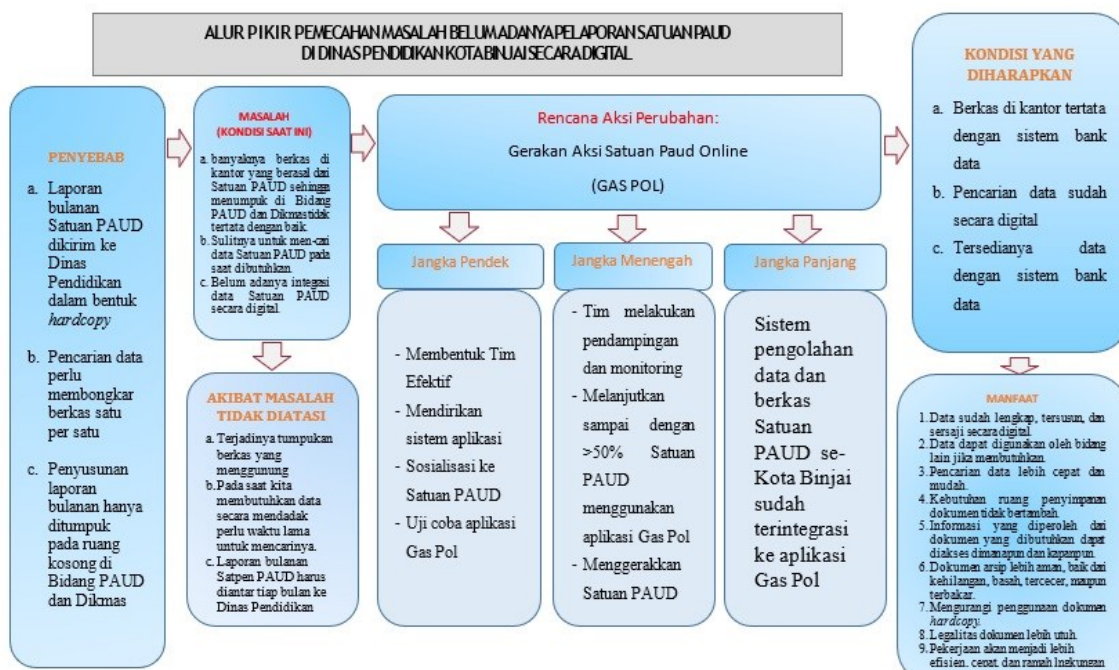 ALUR PIKIR PEMECAHAN MASALAH BELUM ADANYA PELAPORAN SATUAN PAUD
DI DINAS PENDIDIKAN KOTA BINJAI SECARA DIGITAL
PENYEBAB
a. Laporan
bulanan
Satuan PAUD
dikirim ke
Dinas
Pendidikan
dalam bentuk
hardcopy
b. Pencarian data
perlu
membongkar
berkas satu
per satu
c. Penyusunan
laporan
bulanan hanya
ditumpuk
pada ruang
kosong di
Bidang PAUD
dan Dikmas
MASALAH
(KONDISI SAAT INI)
a. banyaknya berkas di
kantor yang berasal dari
Satuan PAUD sehingga
menumpuk di Bidang
PAUD dan Dikmas tidak
tertata dengan baik.
b. Sulitnya untuk men-cari
data Satuan PAUD pada
saat dibutuhkan.
c. Belum adanya integrasi
data Satuan PAUD
secara digital.
AKIBAT MASALAH
TIDAK DIATASI
a. Terjadinya tumpukan
berkas yang
menggunung
b. Pada saat kita
membutuhkan data
secara mendadak
perlu waktu lama
untuk mencarinya.
c. Laporan bulanan
Satpen PAUD harus
diantar tiap bulan ke
Dinas Pendidikan
Rencana Aksi Perubahan:
Gerakan Aksi Satuan Paud Online
(GAS POL)
Jangka Pendek
- Membentuk Tim
Efektif
- Mendirikan
sistem aplikasi
- Sosialisasi ke
Satuan PAUD
- Uji coba aplikasi
Gas Pol
Jangka Menengah
- Tim melakukan
pendampingan
dan monitoring
- Melanjutkan
sampai dengan
>50% Satuan
PAUD
menggunakan
aplikasi Gas Pol
- Menggerakkan
Satuan PAUD
Jangka Panjang
Sistem
pengolahan
data dan
berkas
Satuan
PAUD se-
Kota Binjai
sudah
terintegrasi
ke aplikasi
Gas Pol
KONDISI YANG
DIHARAPKAN
a. Berkas di kantor tertata
dengan sistem bank
data
b. Pencarian data sudah
secara digital
c. Tersedianya data
dengan sistem bank
data
MANFAAT
1. Data sudah lengkap, tersusun, dan
sersaji secara digital.
2. Data dapat digunakan oleh bidang
lain jika membutuhkan.
3. Pencarian data lebih cepat dan
mudah.
4. Kebutuhan ruang penyimpanan
dokumen tidak bertambah.
5. Informasi yang diperoleh dari
dokumen yang dibutuhkan dapat
diakses dimanapun dan kapanpun.
6. Dokumen arsip lebih aman, baik dari
kehilangan, basah, tercecer, maupun
terbakar.
7. Mengurangi penggunaan dokumen
hardcopy.
8. Legalitas dokumen lebih utuh.
9. Pekerjaan akan menjadi lebih
efisien, cepat, dan ramah lngkungan